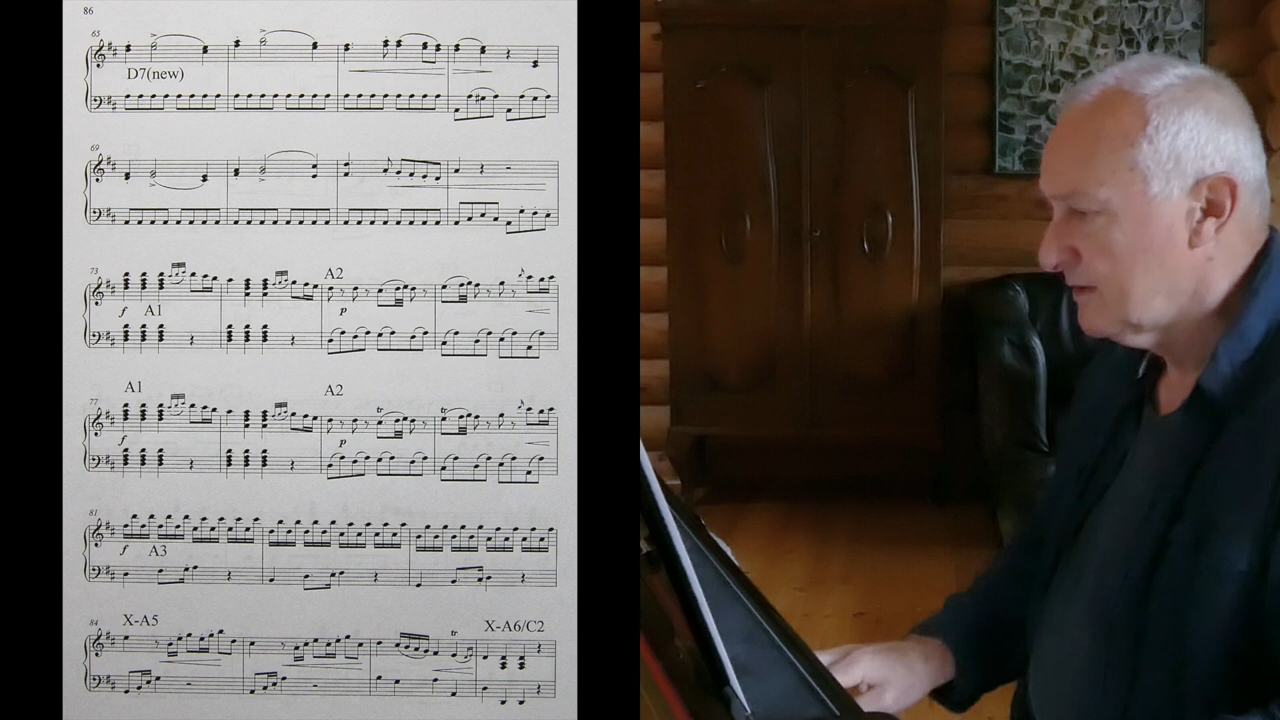 86
65
D7(new)
69
73
A2
f A1 p
77
A1 A2
tr tr
f p
81
f A3
84
X-A5 X-A6/C2
tr